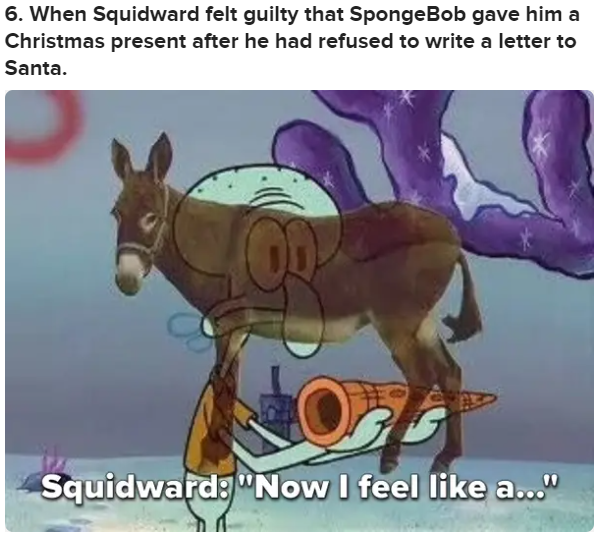 6. When Squidward felt guilty that SpongeBob gave him a
Christmas present after he had refused to write a letter to
Santa.
Squidward: "Now I feel like a..."